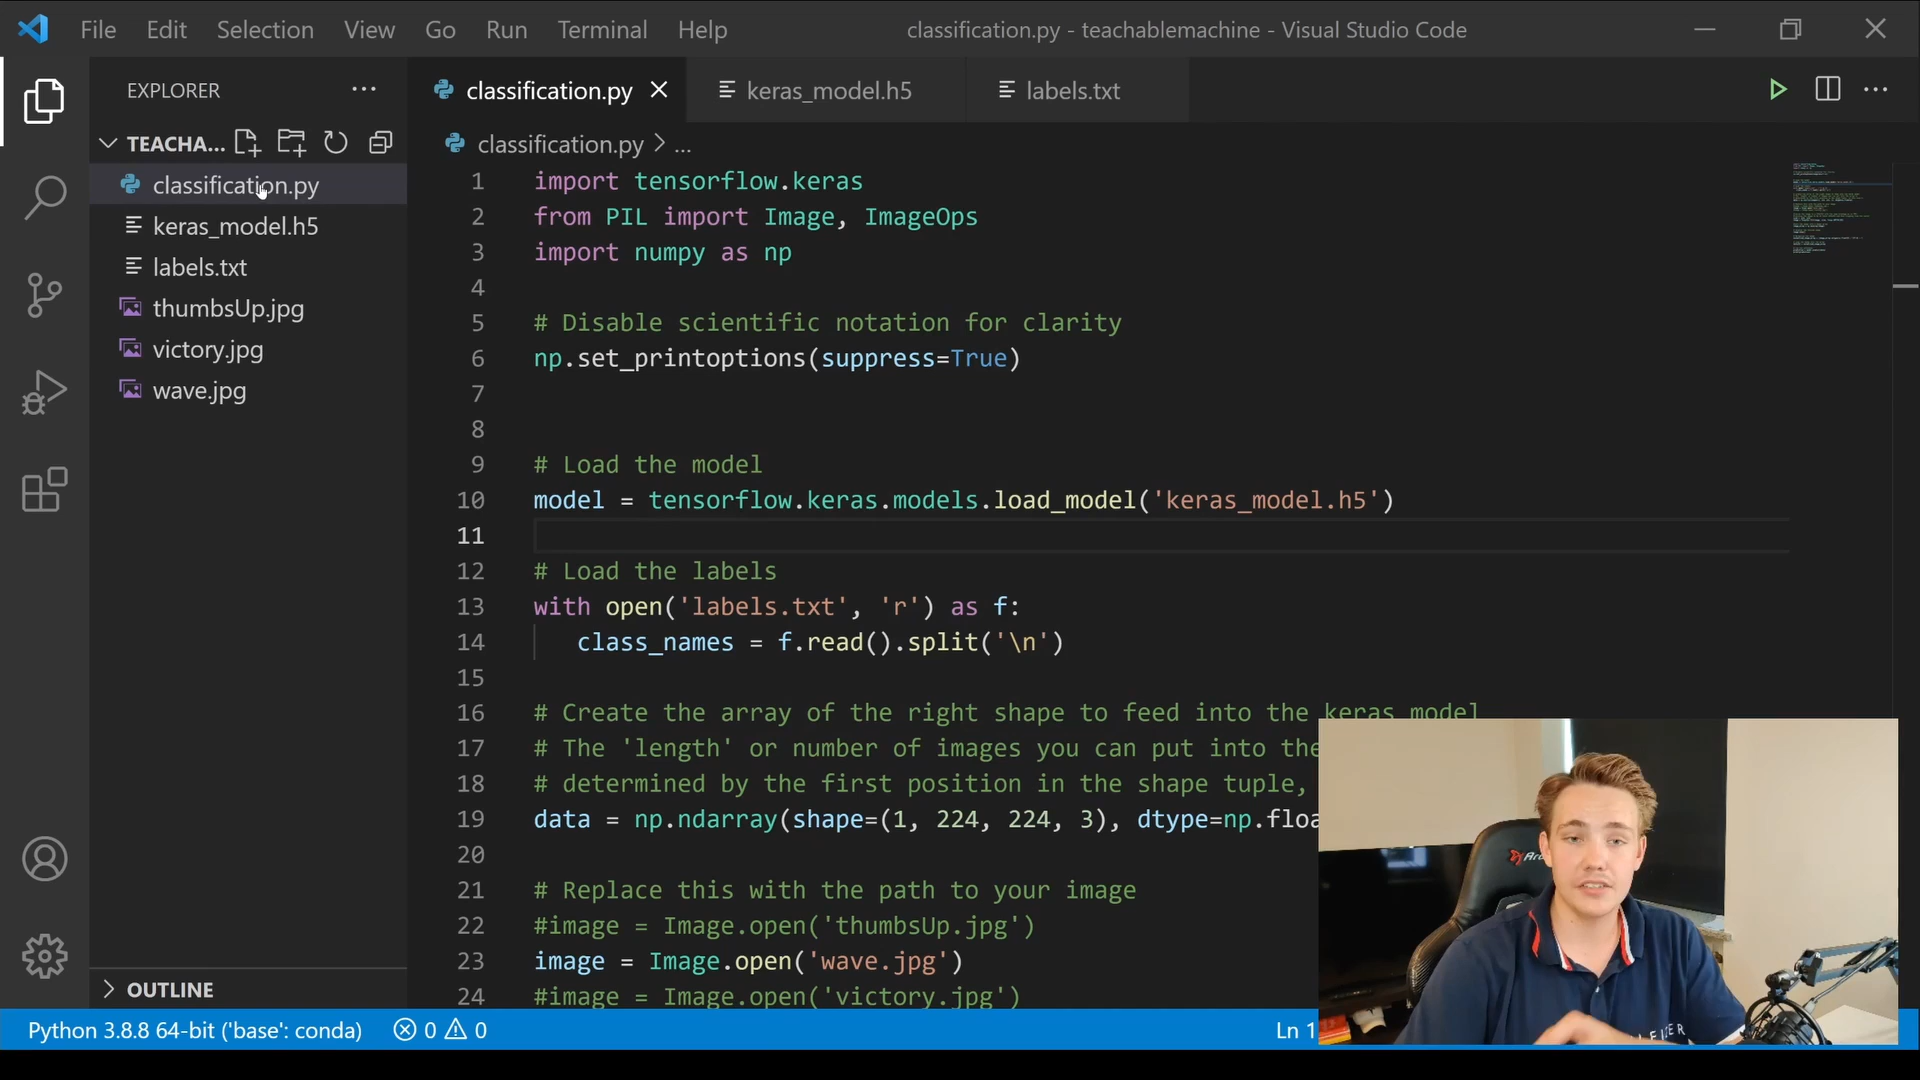 File Edit Selection View Go Run Terminal Help classification.py - teachablemachine - Visual Studio Code
EXPLORER
TEACHA...
classification.py
keras_model.h5
labels.txt
thumbsUp.jpg
victory.jpg
wave.jpg
OUTLINE
classification.py keras_model.h5 labels.txt
classification.py > ...
1 import tensorflow.keras
2 from PIL import Image, ImageOps
3 import numpy as np
4
5 # Disable scientific notation for clarity
6 np.set_printoptions(suppress=True)
7
8
9 # Load the model
10 model = tensorflow.keras.models.load_model('keras_model.h5')
11
12 # Load the labels
13 with open('labels.txt', 'r') as f:
14 class_names = f.read().split('\n')
15
16 # Create the array of the right shape to feed into the keras model
17 # The 'length' or number of images you can put into the
18 # determined by the first position in the shape tuple,
19 data = np.ndarray(shape=(1, 224, 224, 3), dtype=np.floa
20
21 # Replace this with the path to your image
22 #image = Image.open('thumbsUp.jpg')
23 image = Image.open('wave.jpg')
24 #image = Image.open('victory.jpg')
Python 3.8.8 64-bit ('base': conda) 0 0 Ln 1